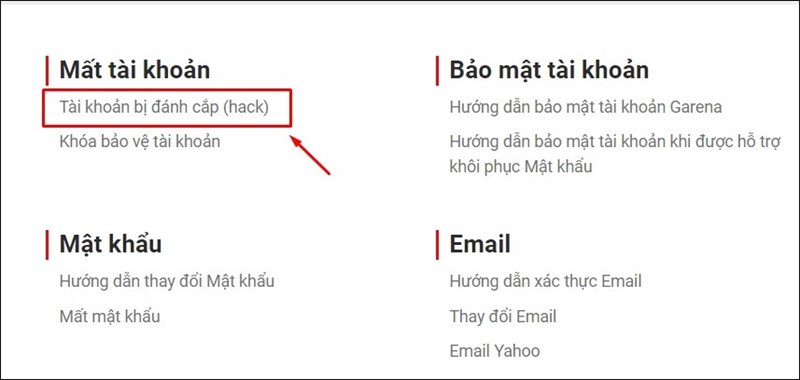 Mất tài khoản
Tài khoản bị đánh cắp (hack)
Khóa bảo vệ tài khoản
Bảo mật tài khoản
Hướng dẫn bảo mật tài khoản Garena
Hướng dẫn bảo mật tài khoản khi được hỗ trợ
khôi phục Mật khẩu
Mật khẩu
Hướng dẫn thay đổi Mật khẩu
Mất mật khẩu
Email
Hướng dẫn xác thực Email
Thay đổi Email
Email Yahoo